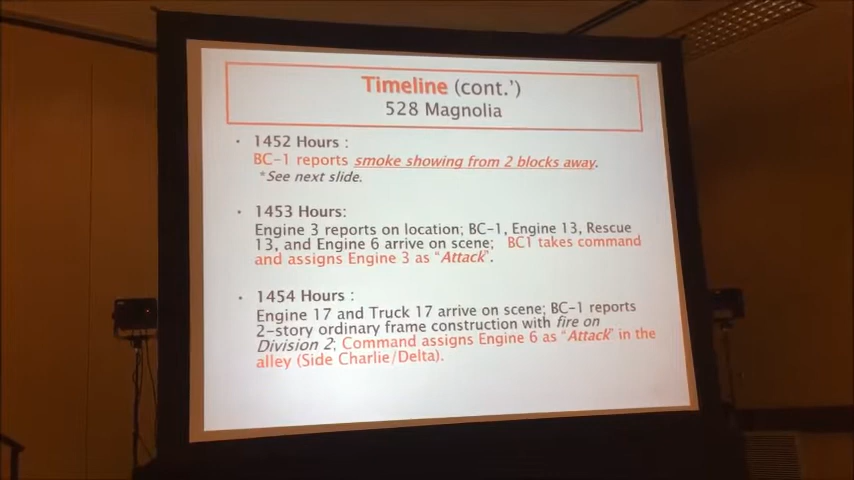 Timeline (cont.')
528 Magnolia
• 1452 Hours :
BC-1 reports smoke showing from 2 blocks away.
*See next slide.
• 1453 Hours:
Engine 3 reports on location; BC-1, Engine 13, Rescue
13, and Engine 6 arrive on scene; BC1 takes command
and assigns Engine 3 as "Attack".
• 1454 Hours :
Engine 17 and Truck 17 arrive on scene; BC-1 reports
2-story ordinary frame construction with fire on
Division 2; Command assigns Engine 6 as "Attack" in the
alley (Side Charlie/Delta).